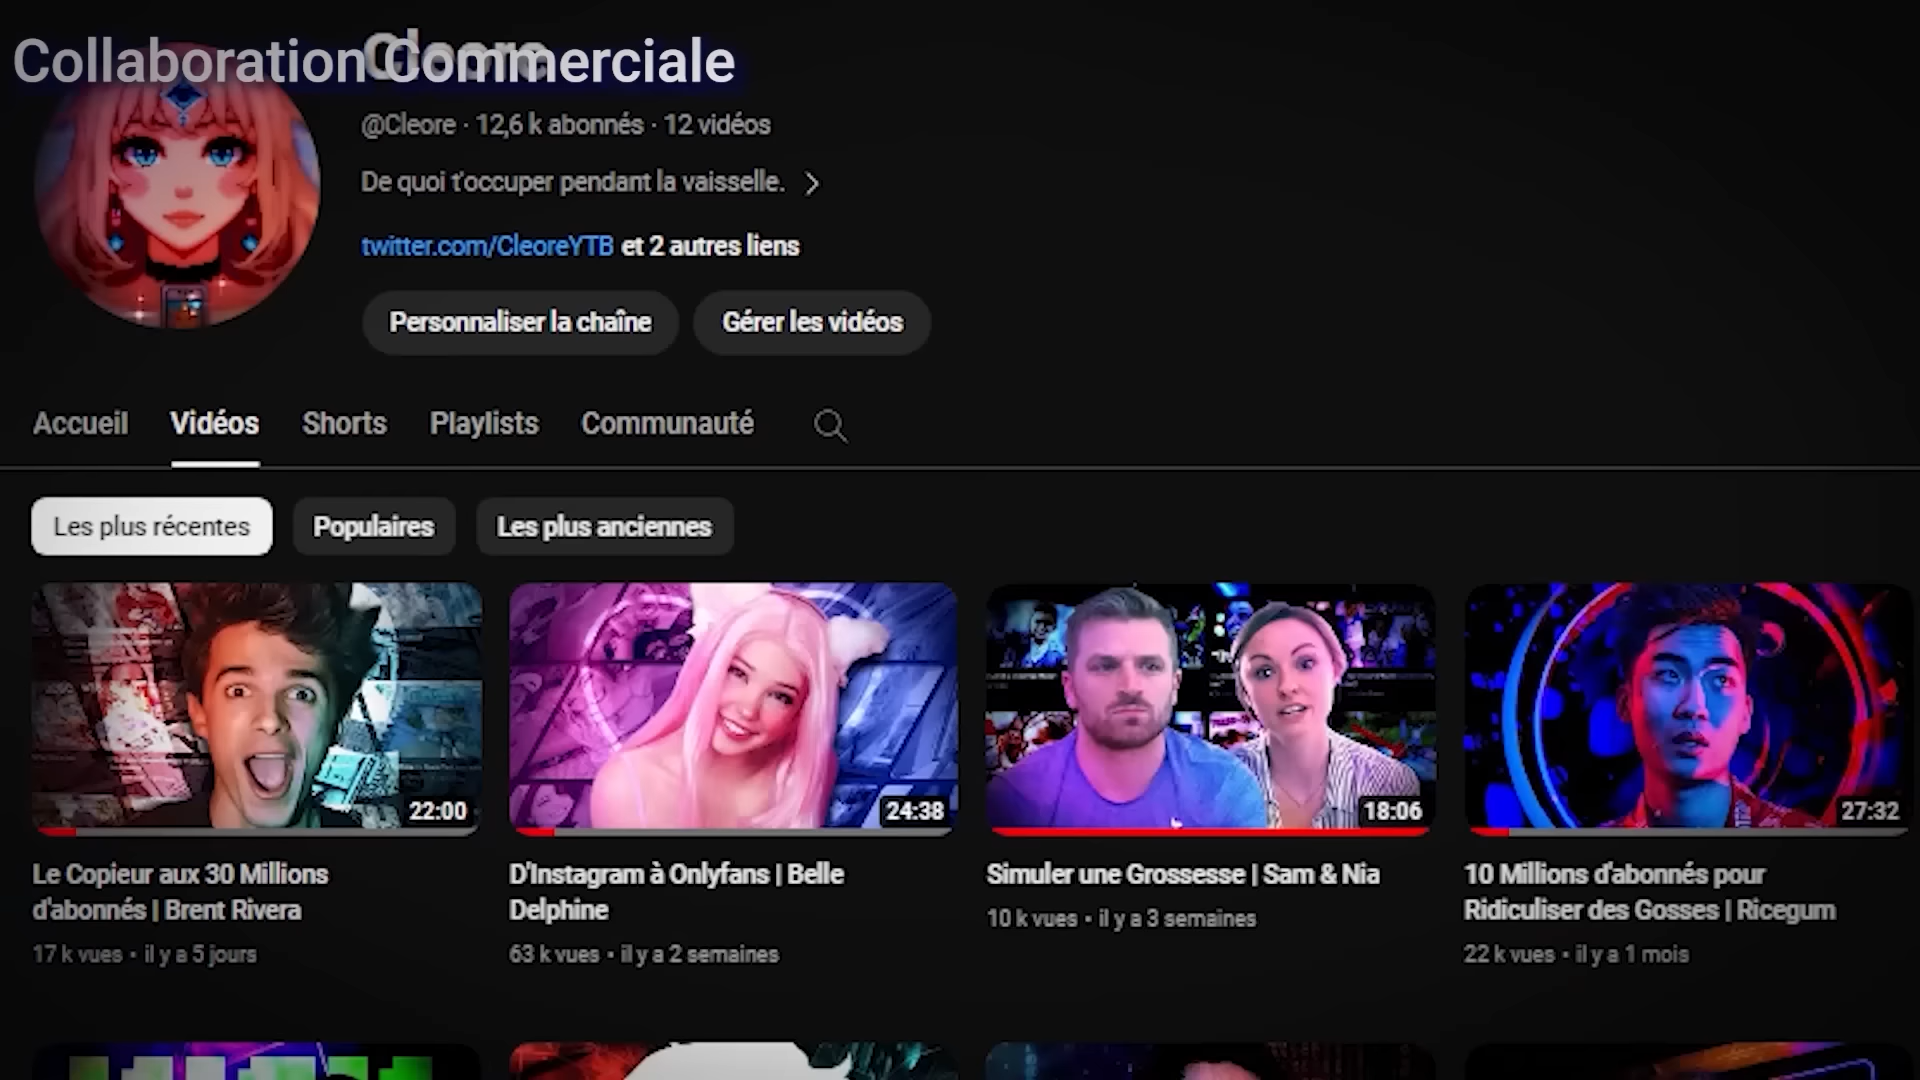 Collaboration Commerciale
Cleore
@Cleore · 12,6 k abonnés · 12 vidéos
De quoi t'occuper pendant la vaisselle.
twitter.com/CleoreYTB et 2 autres liens
Personnaliser la chaîne
Gérer les vidéos
Accueil
Vidéos
Shorts
Playlists
Communauté
Les plus récentes
Populaires
Les plus anciennes
22:00
24:38
18:06
27:32
Le Copieur aux 30 Millions
d'abonnés | Brent Rivera
17 k vues • il y a 5 jours
D'Instagram à Onlyfans | Belle
Delphine
63 k vues • il y a 2 semaines
Simuler une Grossesse | Sam & Nia
10 k vues • il y a 3 semaines
10 Millions d'abonnés pour
Ridiculiser des Gosses | Ricegum
22 k vues • il y a 1 mois